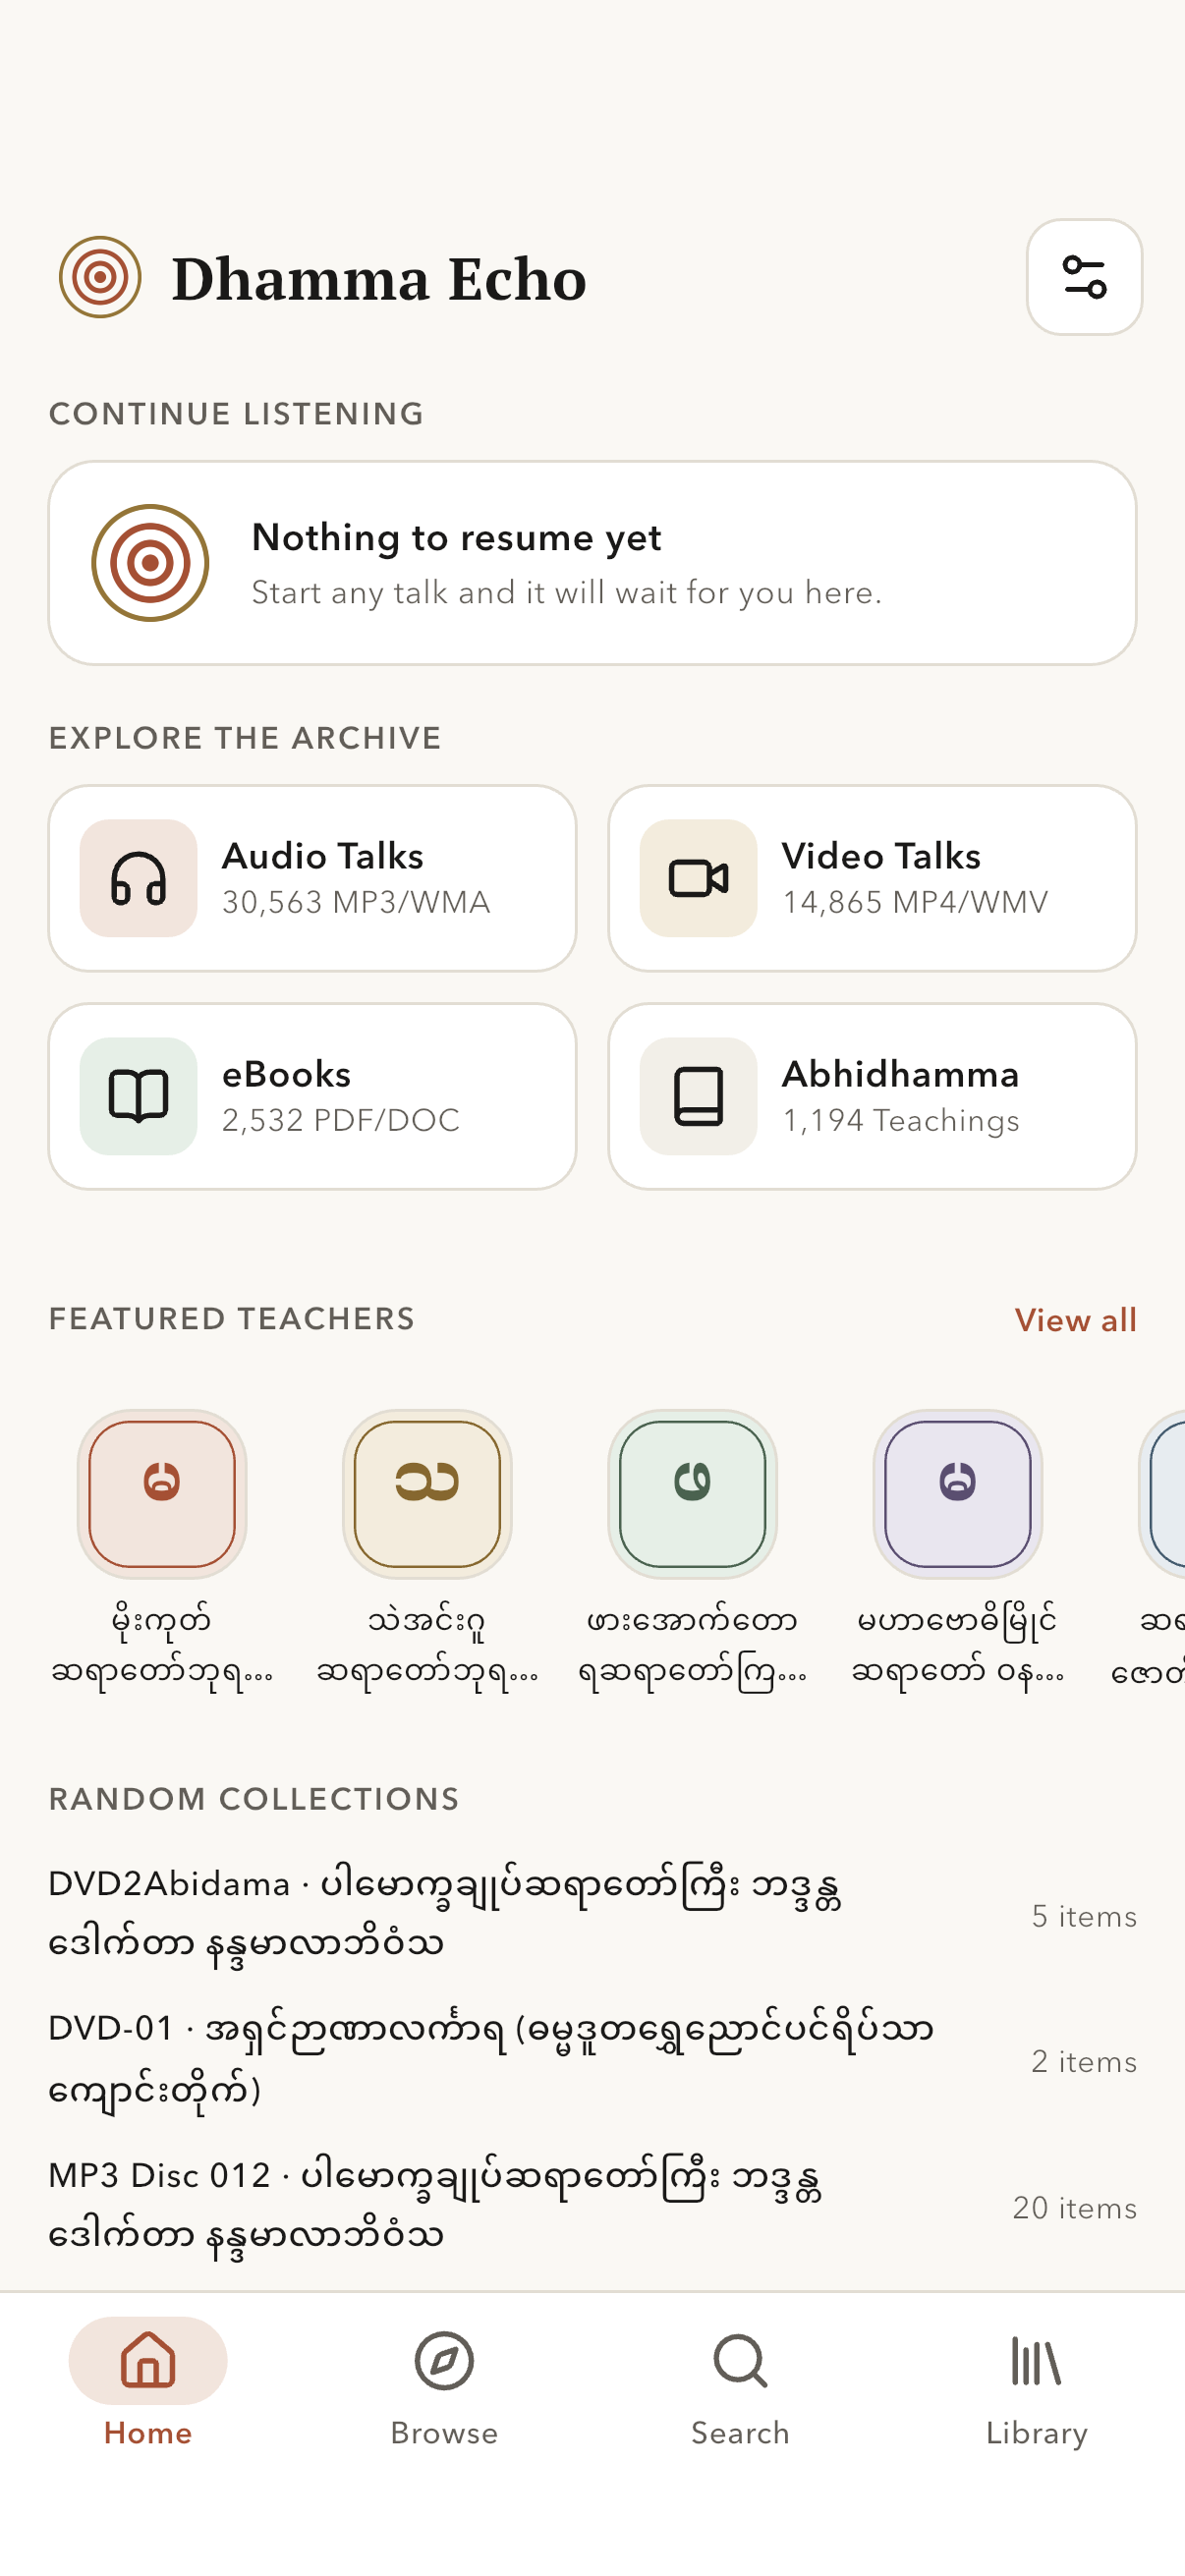 Dhamma Echo
CONTINUE LISTENING
Nothing to resume yet
Start any talk and it will wait for you here.
EXPLORE THE ARCHIVE
Audio Talks
30,563 MP3/WMA
Video Talks
14,865 MP4/WMV
eBooks
2,532 PDF/DOC
Abhidhamma
1,194 Teachings
FEATURED TEACHERS
View all
မိုးကုတ်
ဆရာတော်ဘုရ...
သဲအင်းဂူ
ဆရာတော်ဘုရ...
ဖားအောက်တော
ရဆရာတော်ကြ...
မဟာဗောဓိမြိုင်
ဆရာတော် ဝန...
RANDOM COLLECTIONS
DVD2Abidama · ပါမောက္ခချုပ်ဆရာတော်ကြီး ဘဒ္ဒန္တ
ဒေါက်တာ နန္ဒမာလာဘိဝံသ
5 items
DVD-01 · အရှင်ဉာဏာလင်္ကာရ (ဓမ္မဒူတရွှေညောင်ပင်ရိပ်သာ
ကျောင်းတိုက်)
2 items
MP3 Disc 012 · ပါမောက္ခချုပ်ဆရာတော်ကြီး ဘဒ္ဒန္တ
ဒေါက်တာ နန္ဒမာလာဘိဝံသ
20 items
Home
Browse
Search
Library